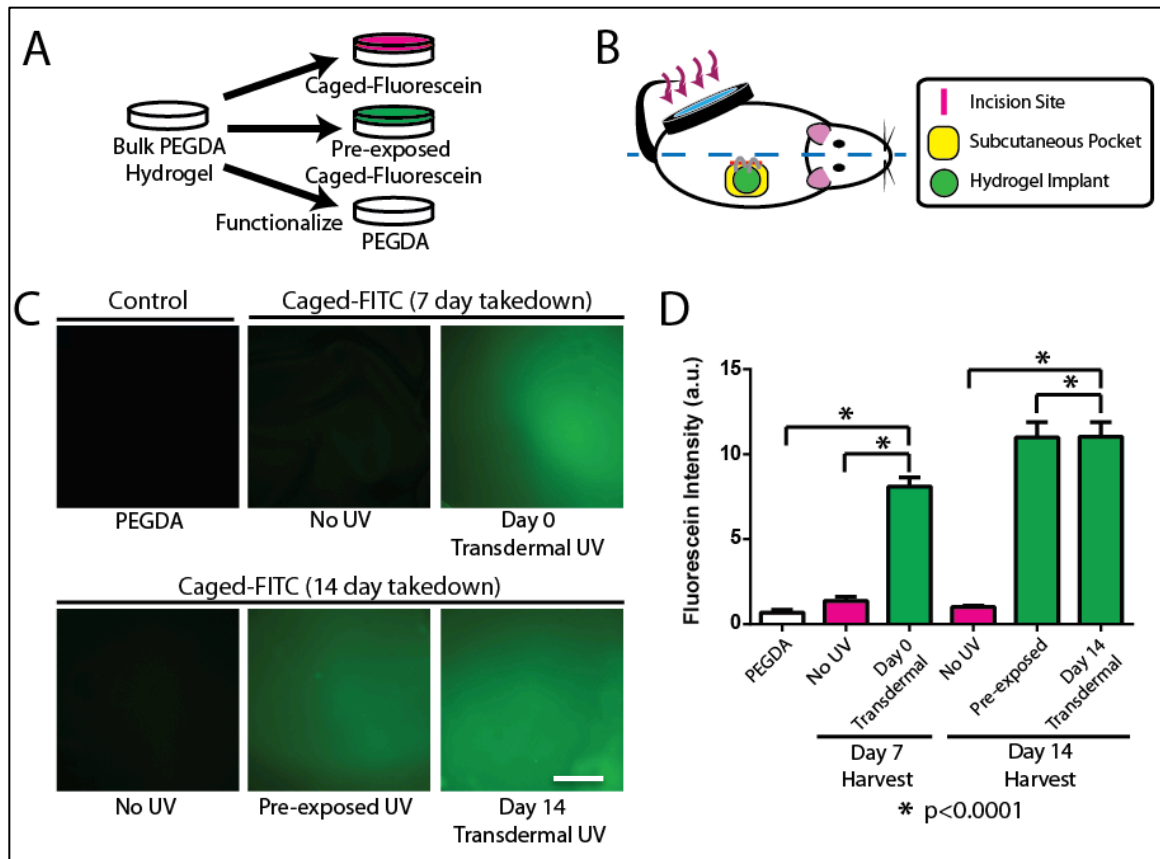 A
Caged-Fluorescein
Bulk PEGDA
Hydrogel
Pre-exposed
Caged-Fluorescein
Functionalize
PEGDA
B
Incision Site
Subcutaneous Pocket
Hydrogel Implant
C
Control
Caged-FITC (7 day takedown)
PEGDA
No UV
Day 0
Transdermal UV
Caged-FITC (14 day takedown)
No UV
Pre-exposed UV
Day 14
Transdermal UV
D
Fluorescein Intensity (a.u.)
15
10
5
0
*
*
*
*
PEGDA
No UV
Day 0
Transdermal
No UV
Pre-exposed
Day 14
Transdermal
Day 7
Harvest
Day 14
Harvest
* p<0.0001